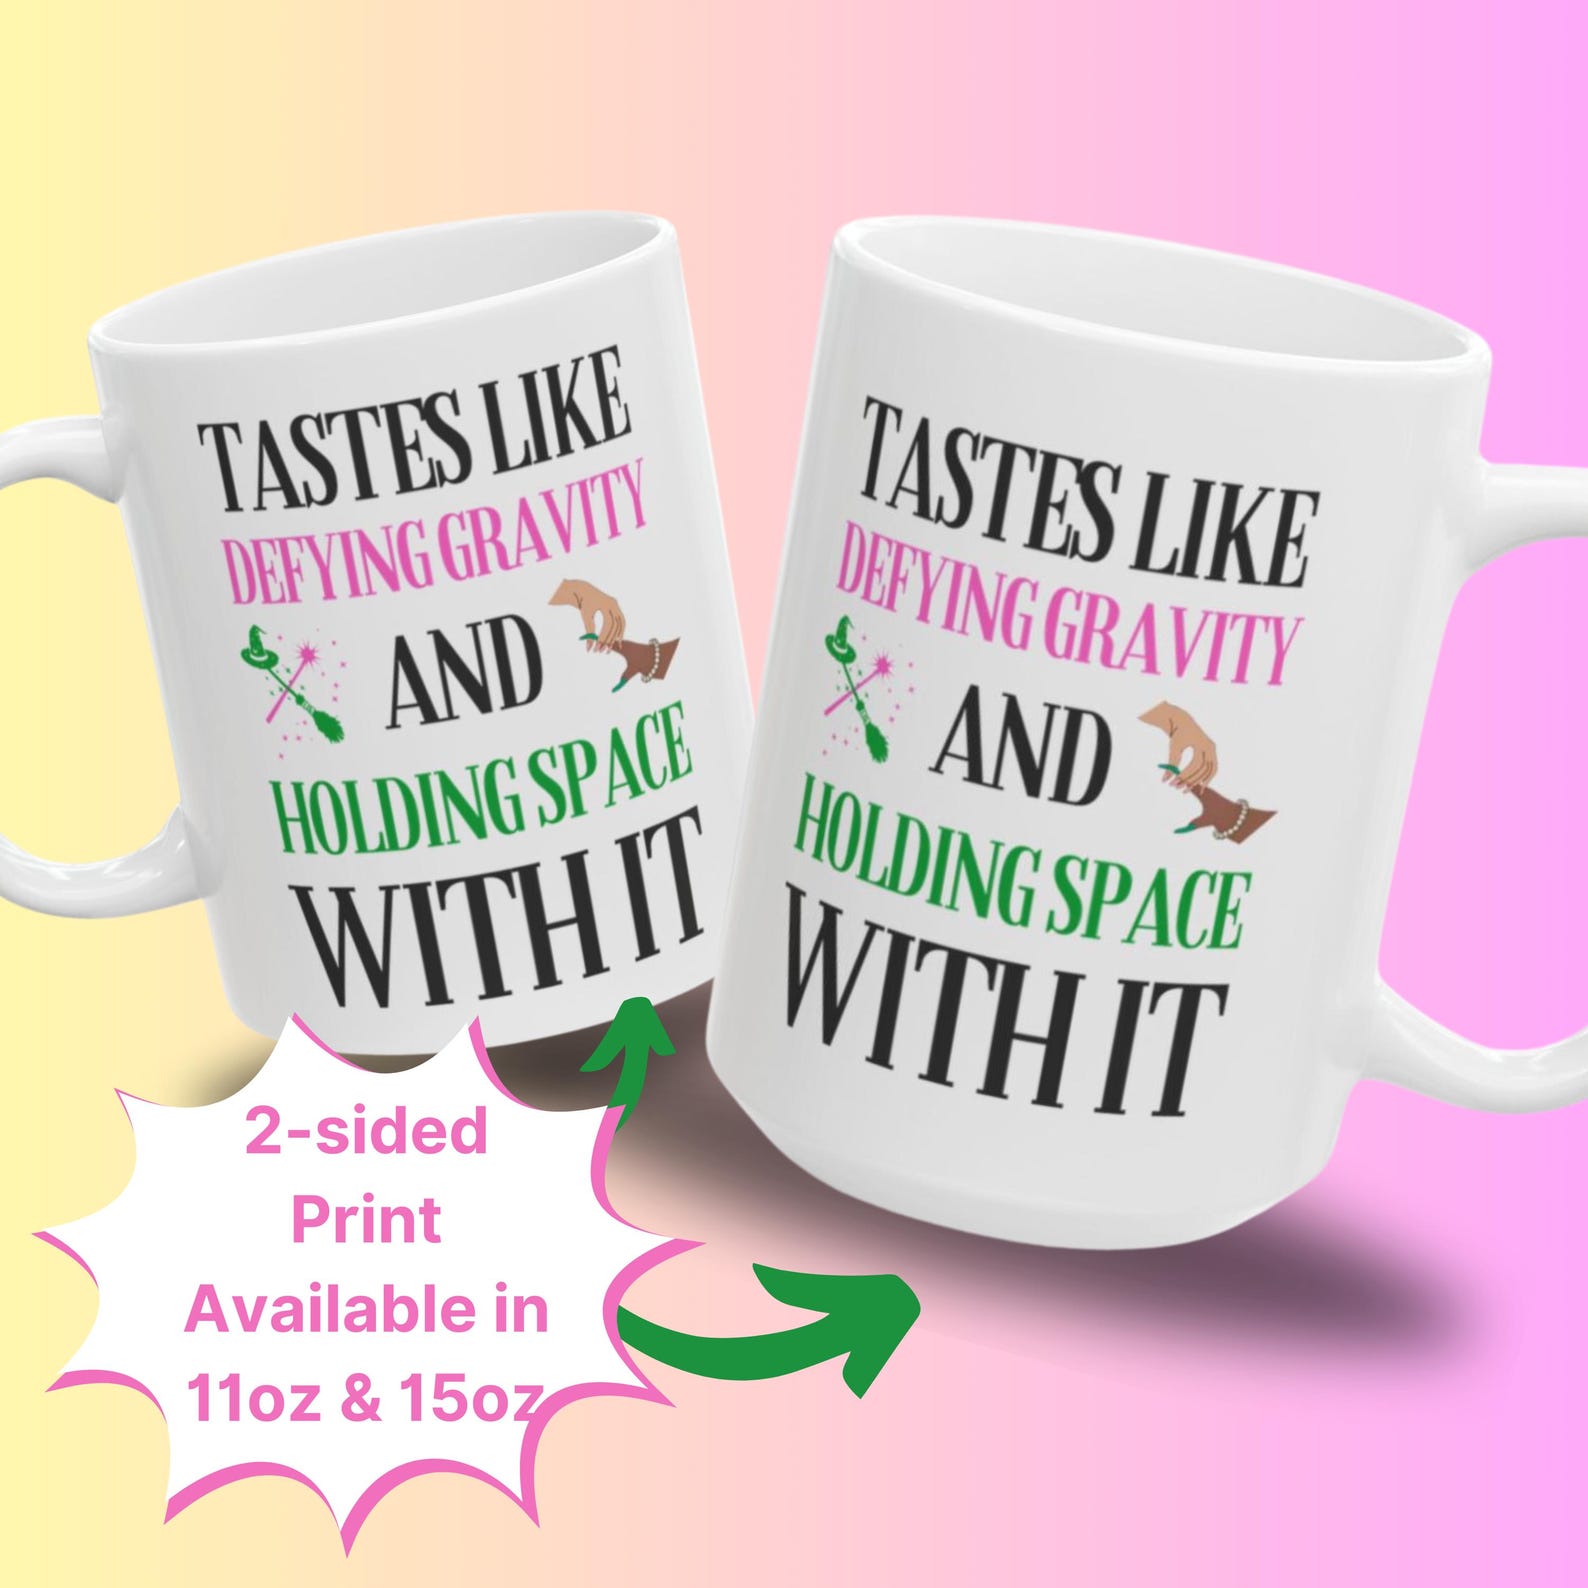 TASTES LIKE
DEFYING GRAVITY
AND
HOLDING SPACE
WITH IT
TASTES LIKE
DEFYING GRAVITY
AND
HOLDING SPACE
WITH IT
2-sided
Print
Available in
11oz & 15oz